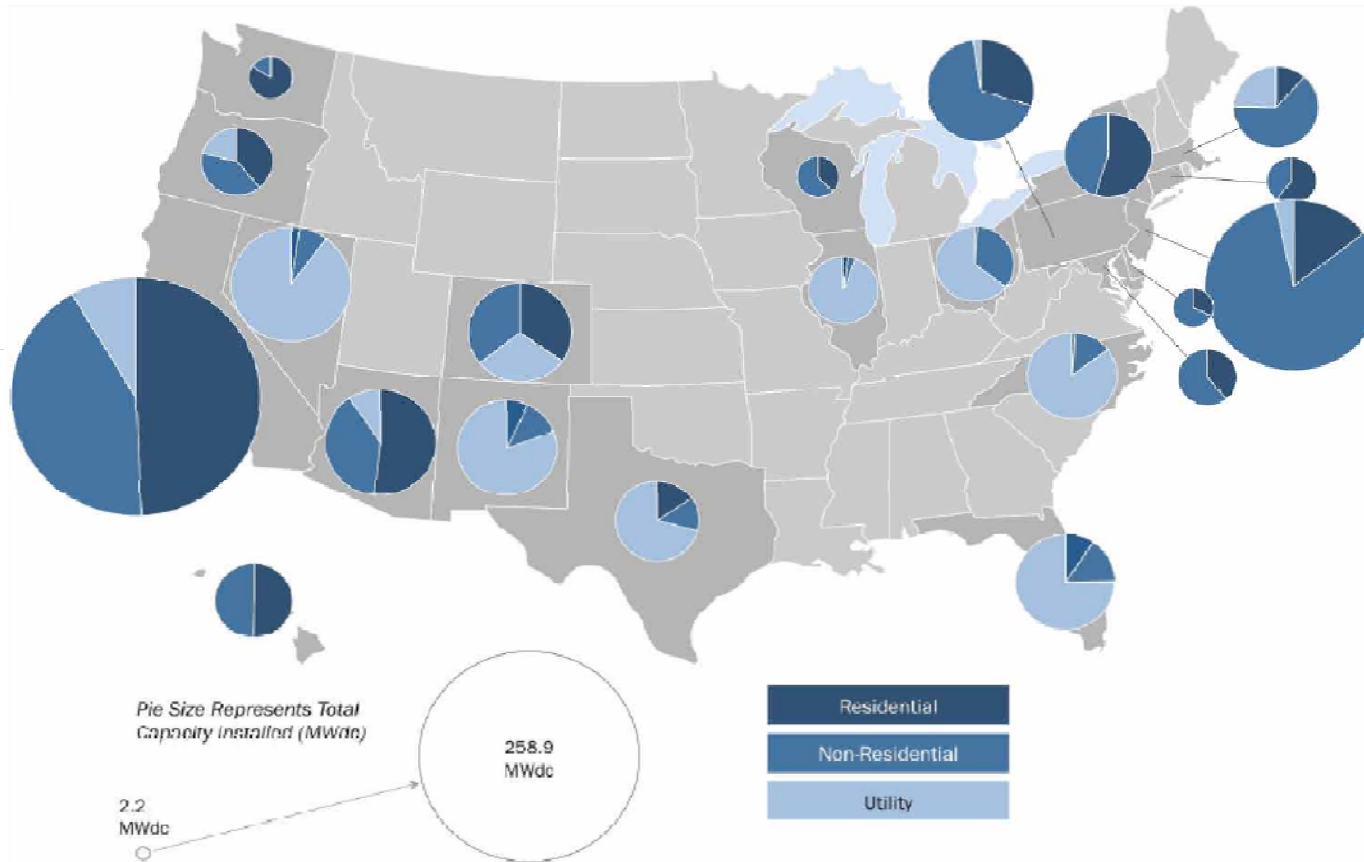 Pie Size Represents Total
Capacity Installed (MWdc)
2.2
MWdc
258.9
MWdc
Residential
Non-Residential
Utility